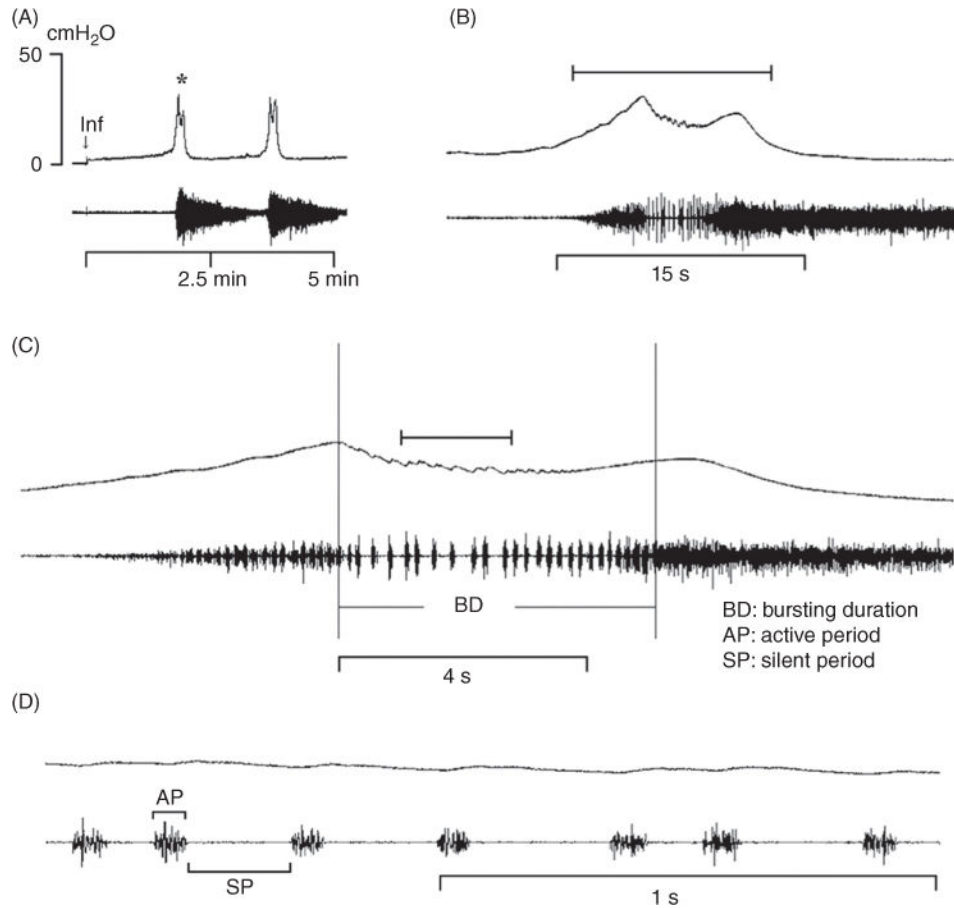 (A)
cmH₂O
50
*
Inf
0
2.5 min
5 min
(B)
15 s
(C)
BD
BD: bursting duration
AP: active period
SP: silent period
4 s
(D)
AP
SP
1 s